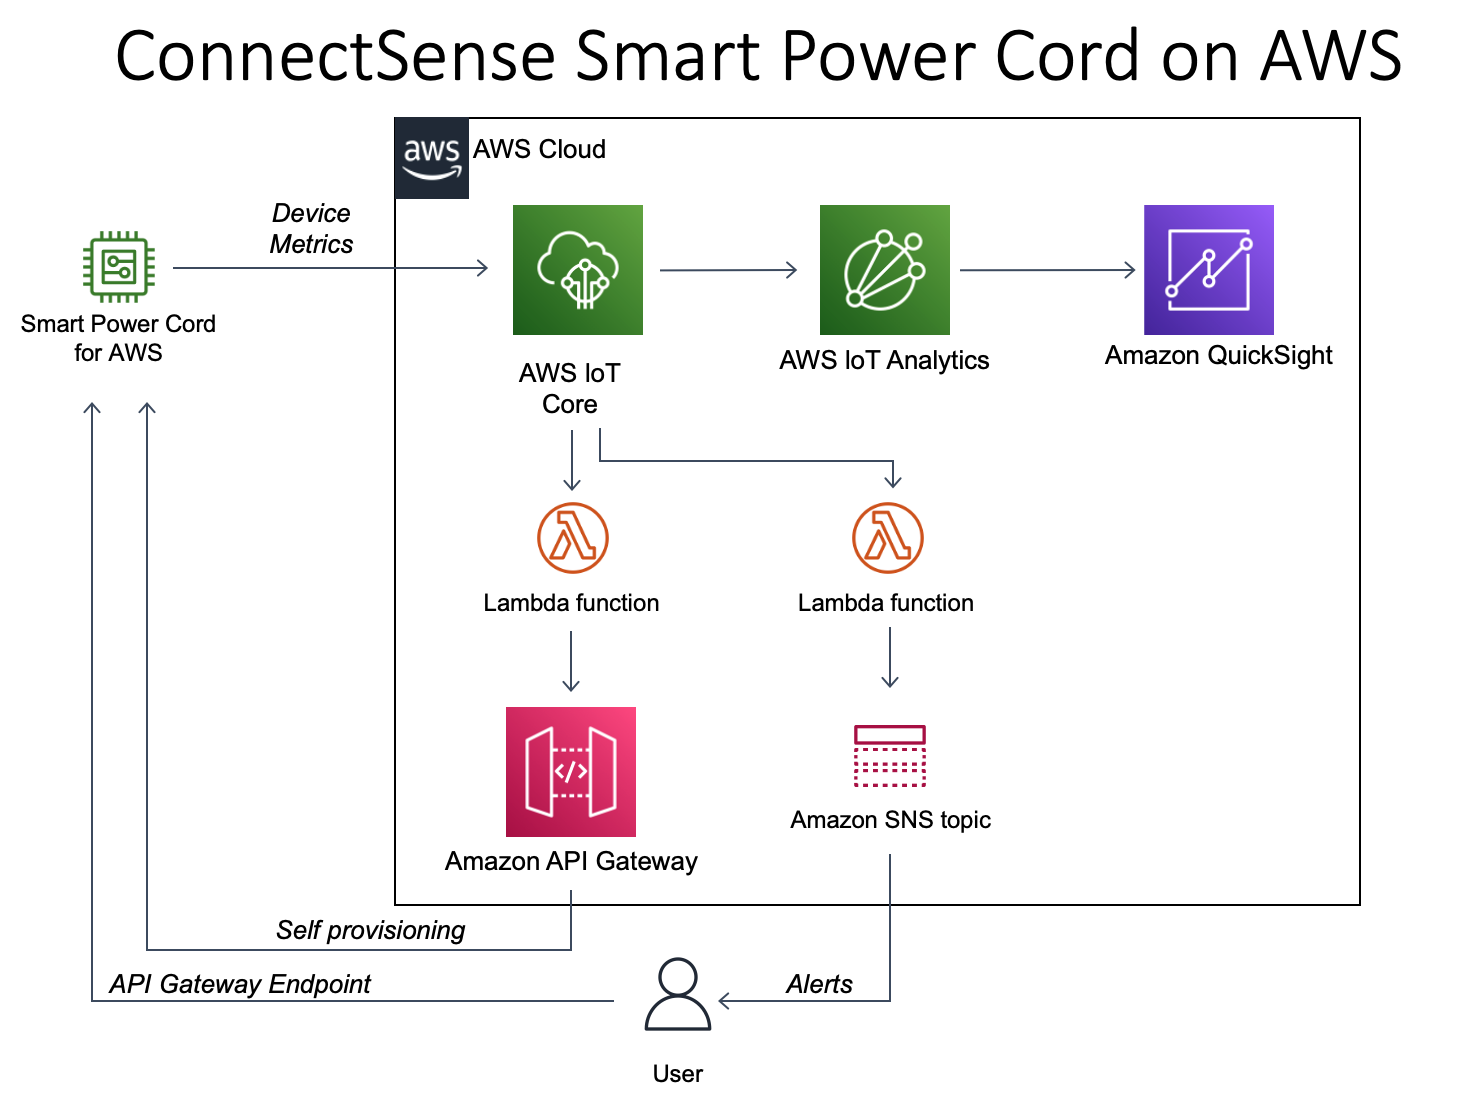 ConnectSense Smart Power Cord on AWS
aws
AWS Cloud
Device
Metrics
Smart Power Cord
for AWS
AWS IoT
Core
AWS IoT Analytics
Amazon QuickSight
Lambda function
Lambda function
</>
Amazon API Gateway
Amazon SNS topic
Self provisioning
API Gateway Endpoint
Alerts
User